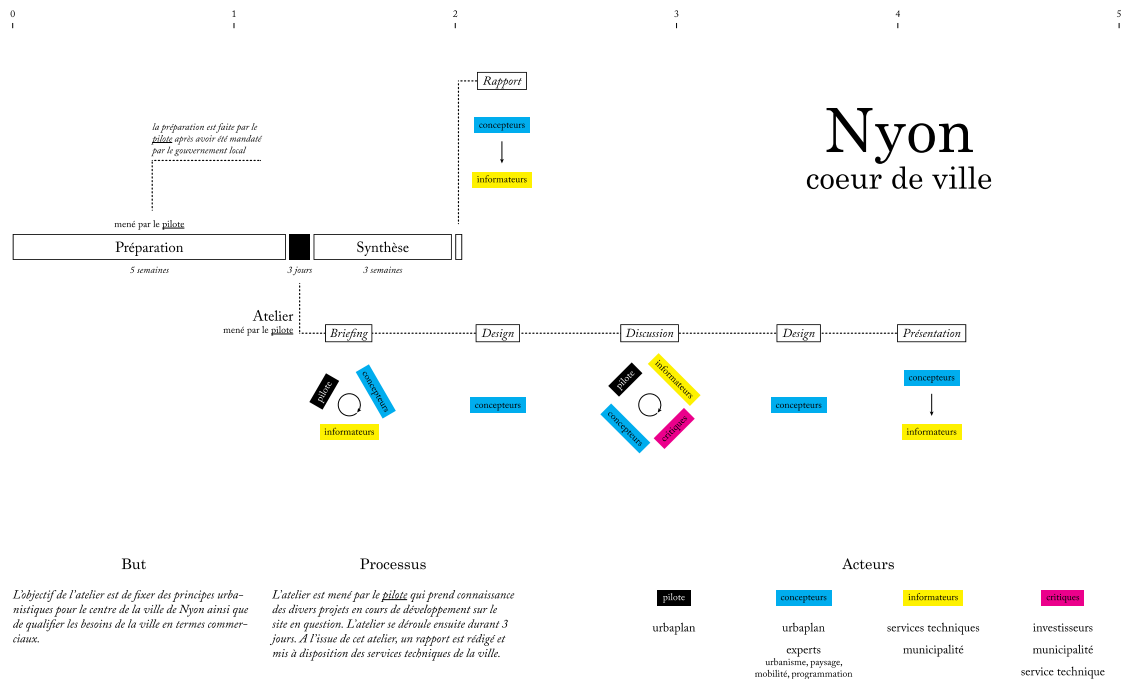 0 1 2 3 4 5
Rapport
concepteurs
informateurs
Nyon
coeur de ville
la préparation est faite par le
pilote après avoir été mandaté
par le gouvernement local
mené par le pilote
Préparation
Synthèse
5 semaines
3 jours
3 semaines
Atelier
mené par le pilote
Briefing
Design
Discussion
Design
Présentation
pilote
concepteurs
informateurs
concepteurs
pilote
informateurs
concepteurs
critiques
concepteurs
concepteurs
informateurs
But
L'objectif de l'atelier est de fixer des principes urba-
nistiques pour le centre de la ville de Nyon ainsi que
de qualifier les besoins de la ville en termes commer-
ciaux.
Processus
L'atelier est mené par le pilote qui prend connaissance
des divers projets en cours de développement sur le
site en question. L'atelier se déroule ensuite durant 3
jours. A l'issue de cet atelier, un rapport est rédigé et
mis à disposition des services techniques de la ville.
Acteurs
pilote
urbaplan
concepteurs
urbaplan
experts
urbanisme, paysage,
mobilité, programmation
informateurs
services techniques
municipalité
critiques
investisseurs
municipalité
service technique